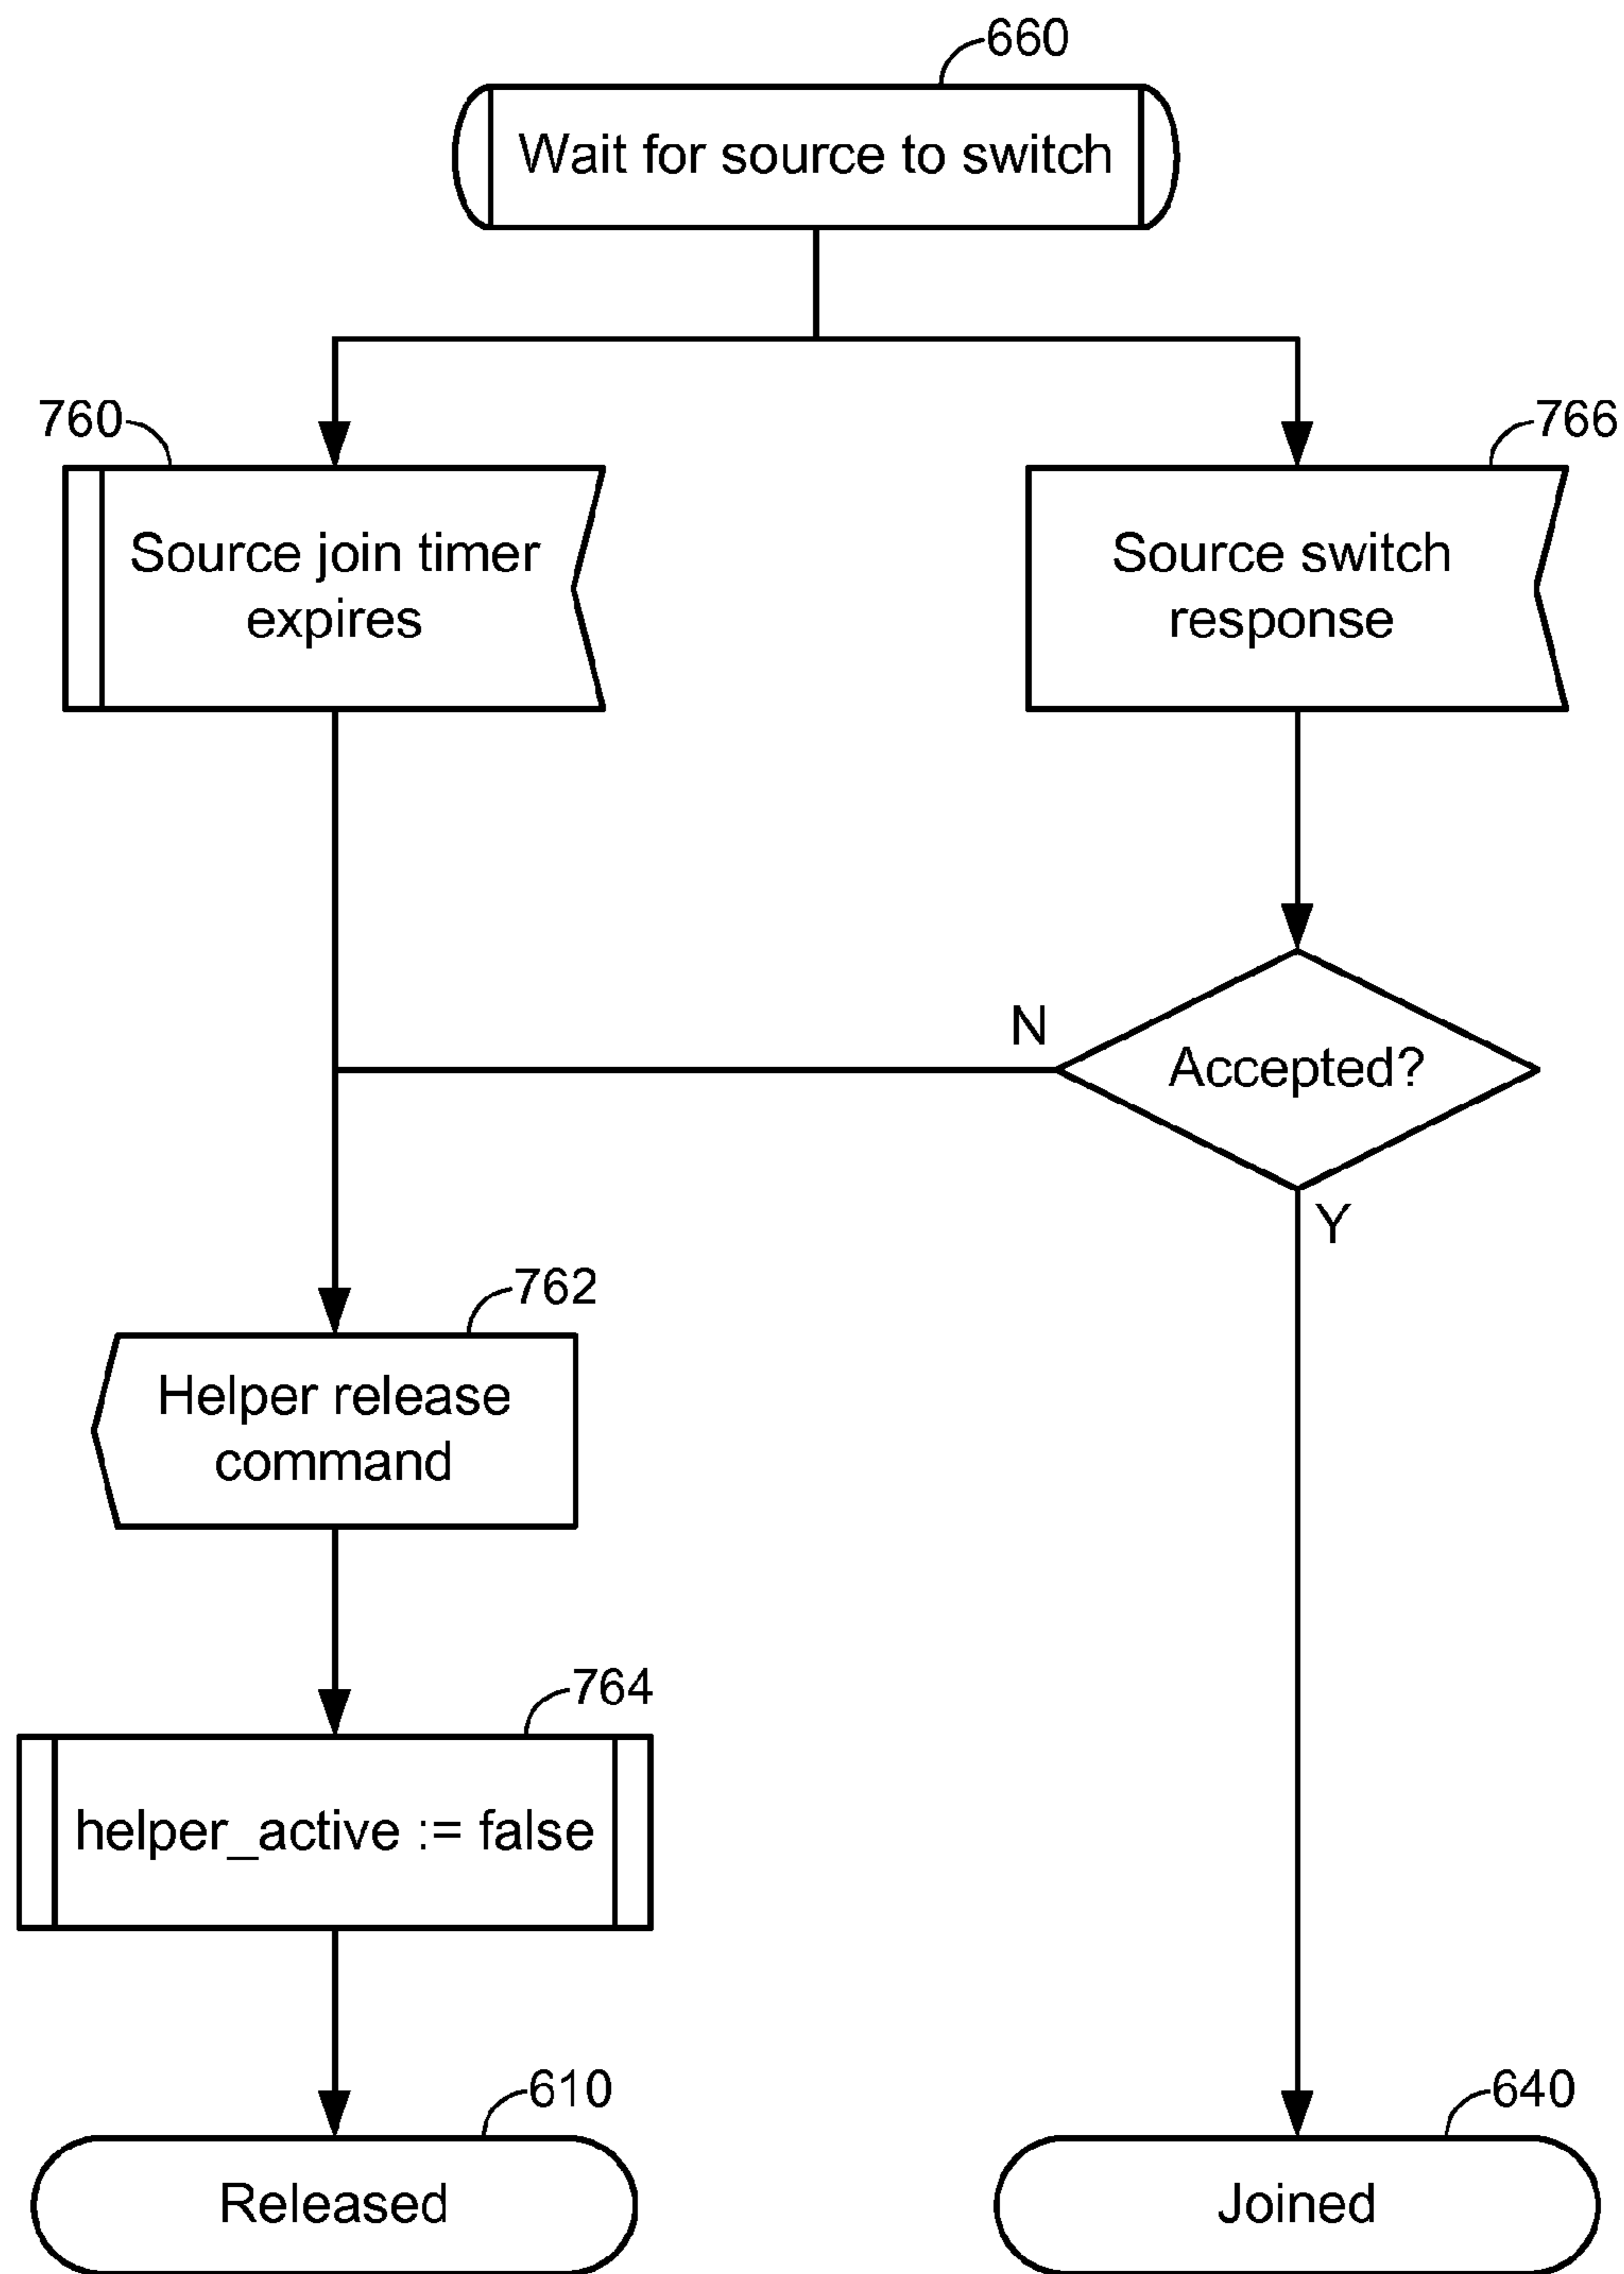 660
Wait for source to switch
760
766
Source join timer
expires
Source switch
response
N
Accepted?
Y
762
Helper release
command
764
helper_active := false
610
640
Released
Joined